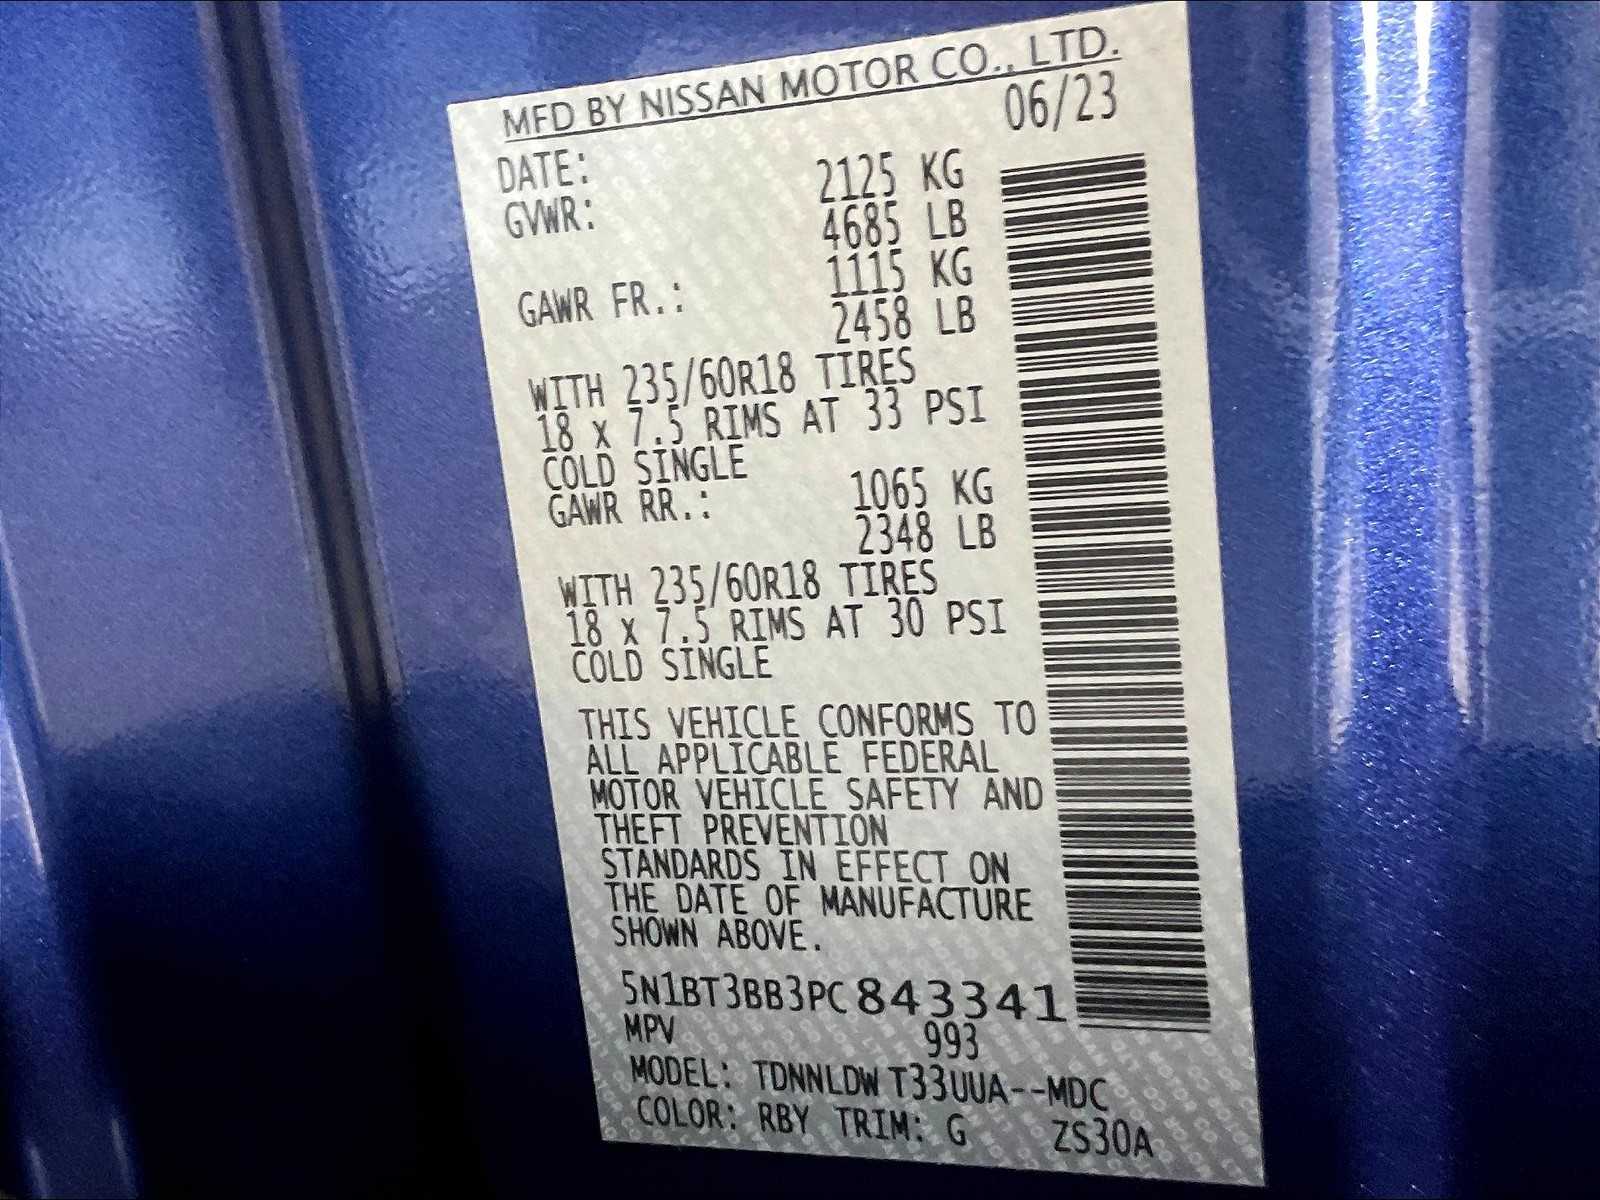 MFD BY NISSAN MOTOR CO., LTD.
DATE: 06/23
GVWR: 2125 KG
4685 LB
GAWR FR.: 1115 KG
2458 LB
WITH 235/60R18 TIRES
18 x 7.5 RIMS AT 33 PSI
COLD SINGLE
GAWR RR.: 1065 KG
2348 LB
WITH 235/60R18 TIRES
18 x 7.5 RIMS AT 30 PSI
COLD SINGLE
THIS VEHICLE CONFORMS TO
ALL APPLICABLE FEDERAL
MOTOR VEHICLE SAFETY AND
THEFT PREVENTION
STANDARDS IN EFFECT ON
THE DATE OF MANUFACTURE
SHOWN ABOVE.
5N1BT3BB3PC843341
MPV 993
MODEL: TDNNLDW T33UUA--MDC
COLOR: RBY TRIM: G ZS30A